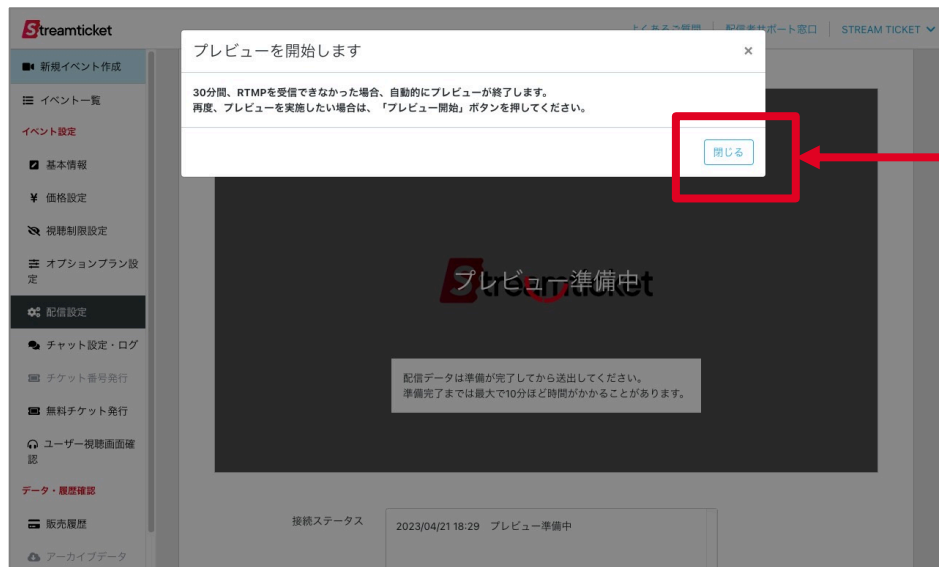 Streamticket
よくあるご質問
配信者サポート窓口
STREAM TICKET
新規イベント作成
イベント一覧
イベント設定
基本情報
¥ 価格設定
視聴制限設定
オプションプラン設
定
配信設定
チャット設定・ログ
チケット番号発行
無料チケット発行
ユーザー視聴画面確
認
データ・履歴確認
販売履歴
アーカイブデータ
プレビューを開始します
×
30分間、RTMPを受信できなかった場合、自動的にプレビューが終了します。
再度、プレビューを実施したい場合は、「プレビュー開始」ボタンを押してください。
閉じる
Streamticket
プレビュー準備中
配信データは準備が完了してから送出してください。
準備完了までは最大で10分ほど時間がかかることがあります。
接続ステータス
2023/04/21 18:29 プレビュー準備中